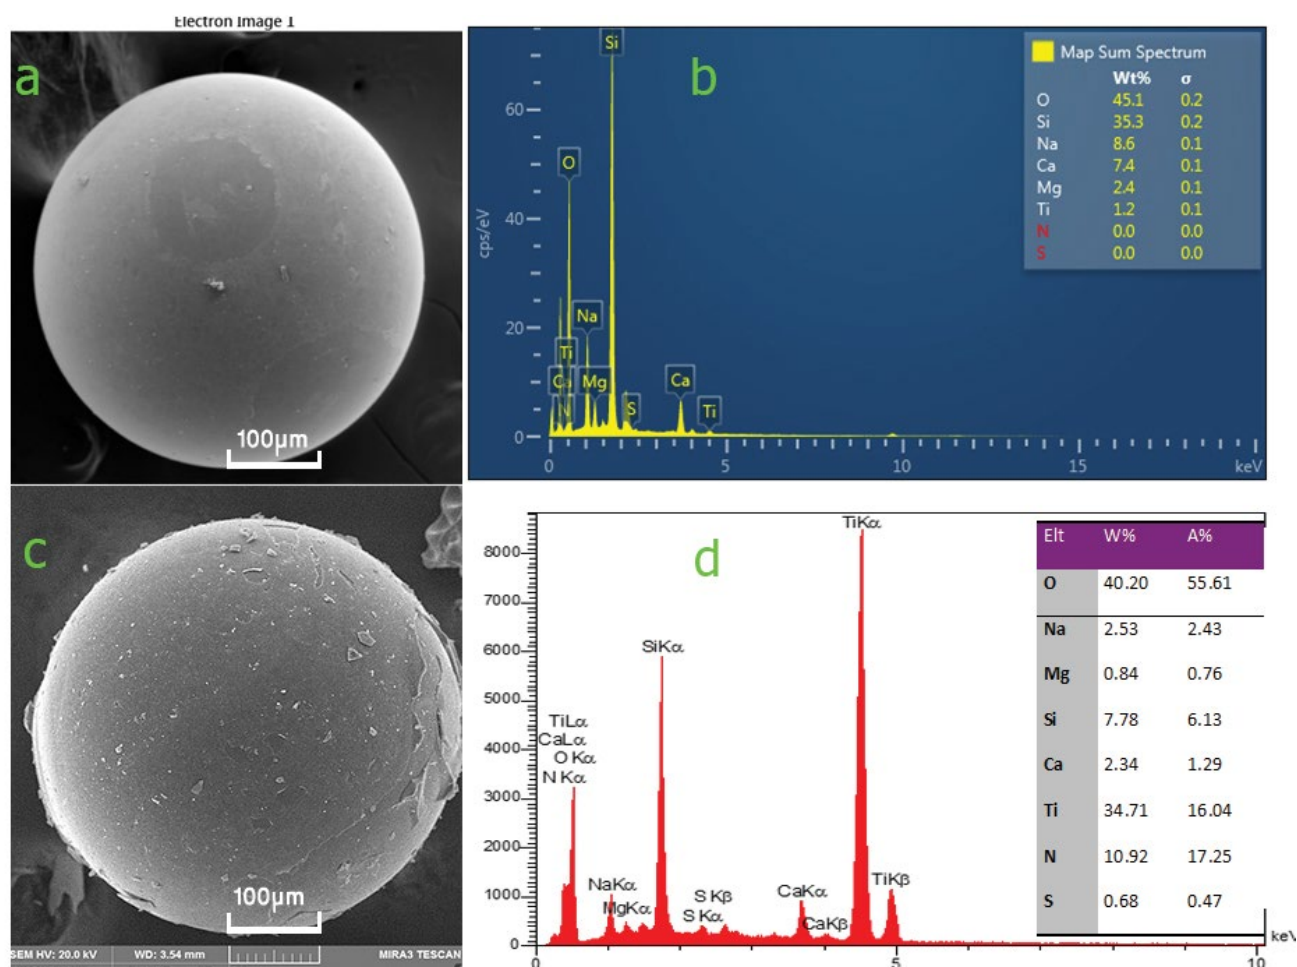 Electron Image 1
a
100µm
b
Map Sum Spectrum
Wt% σ
O 45.1 0.2
Si 35.3 0.2
Na 8.6 0.1
Ca 7.4 0.1
Mg 2.4 0.1
Ti 1.2 0.1
N 0.0 0.0
S 0.0 0.0
Si
O
Na
Ti
Ca
Mg
N
S
Ca
Ti
cps/eV
60
40
20
0
0 5 10 15 keV
c
100µm
SEM HV: 20.0 kV WD: 3.54 mm MIRA3 TESCAN
d
TiKα
SiKα
TiLα
CaLα
O Kα
N Kα
NaKα
MgKα
S Kβ
S Kα
CaKα
CaKβ
TiKβ
8000
7000
6000
5000
4000
3000
2000
1000
0
0 5 10 keV
Elt W% A%
O 40.20 55.61
Na 2.53 2.43
Mg 0.84 0.76
Si 7.78 6.13
Ca 2.34 1.29
Ti 34.71 16.04
N 10.92 17.25
S 0.68 0.47